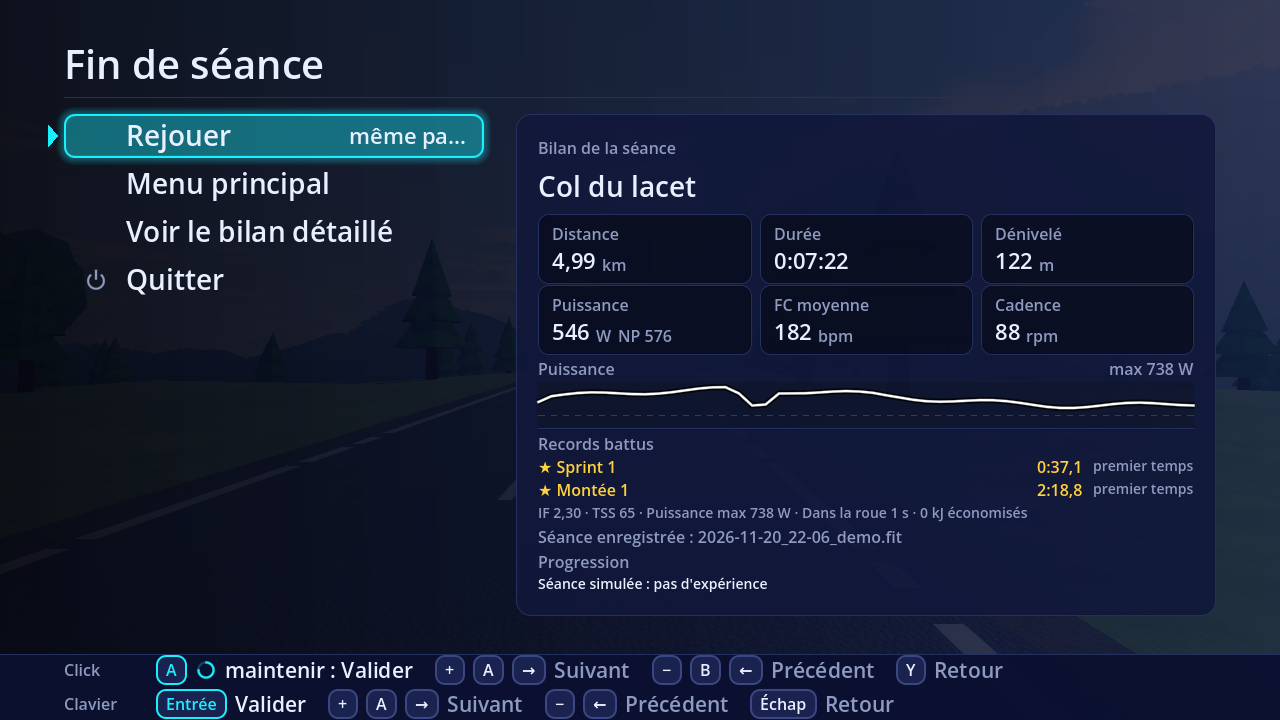 Fin de séance
Rejouer même pa...
Menu principal
Voir le bilan détaillé
Quitter
Bilan de la séance
Col du lacet
Distance Durée Dénivelé
4,99 km 0:07:22 122 m
Puissance FC moyenne Cadence
546 W NP 576 182 bpm 88 rpm
Puissance max 738 W
Records battus
★ Sprint 1 0:37,1 premier temps
★ Montée 1 2:18,8 premier temps
IF 2,30 · TSS 65 · Puissance max 738 W · Dans la roue 1 s · 0 kJ économisés
Séance enregistrée : 2026-11-20_22-06_demo.fit
Progression
Séance simulée : pas d'expérience
Click A maintenir : Valider + A → Suivant − B ← Précédent Y Retour
Clavier Entrée Valider + A → Suivant − ← Précédent Échap Retour